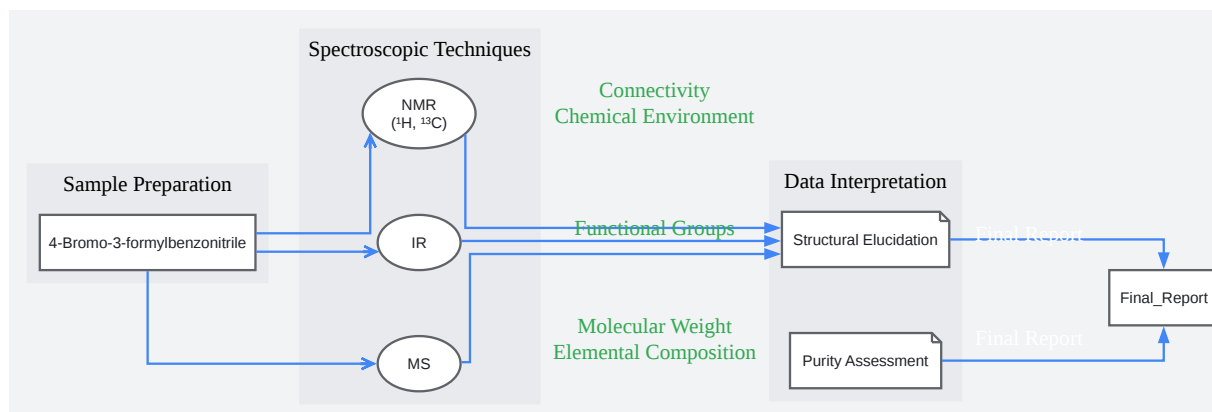 Spectroscopic Techniques
NMR
(¹H, ¹³C)
Connectivity
Chemical Environment
Sample Preparation
4-Bromo-3-formylbenzonitrile
IR
Functional Groups
Data Interpretation
Structural Elucidation
Final Report
Final_Report
MS
Molecular Weight
Elemental Composition
Purity Assessment
Final Report